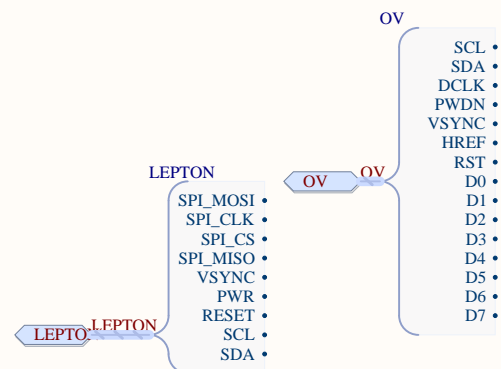 OV
SCL
SDA
DCLK
PWDN
VSYNC
HREF
RST
D0
D1
D2
D3
D4
D5
D6
D7
OV
OV
LEPTON
SPI_MOSI
SPI_CLK
SPI_CS
SPI_MISO
VSYNC
PWR
RESET
SCL
SDA
LEPTON
LEPTON